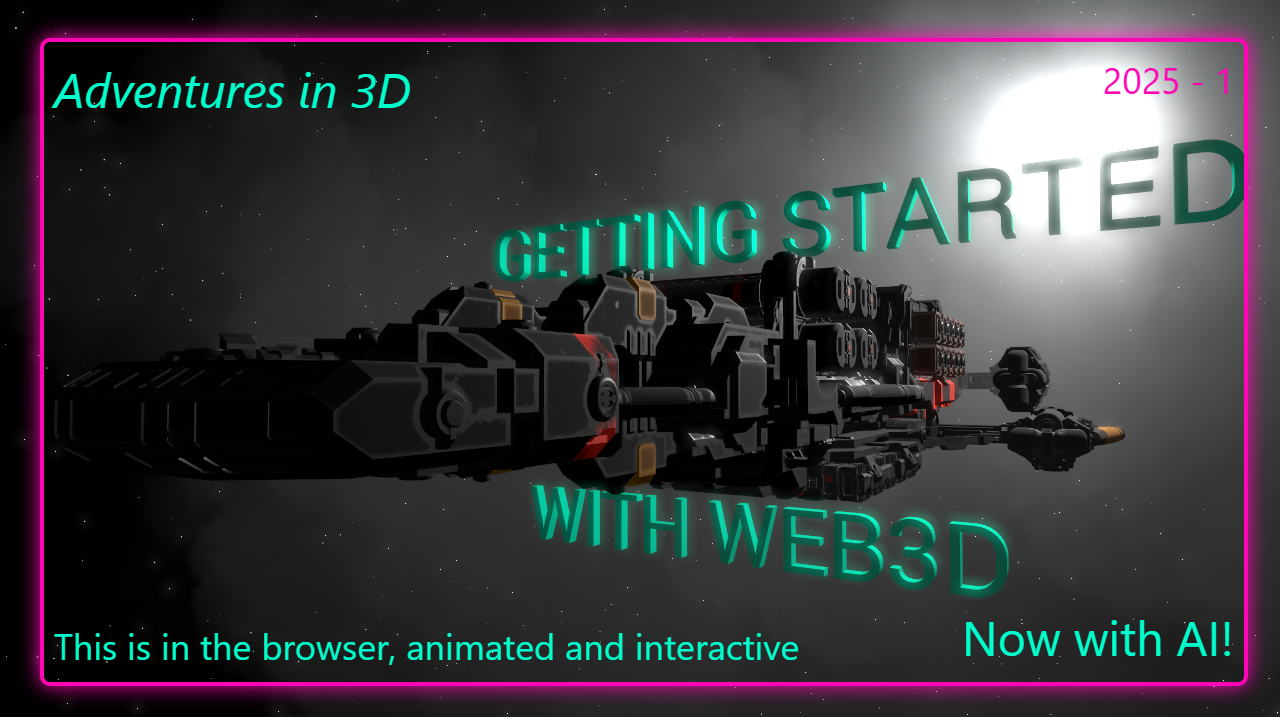 Adventures in 3D
2025 - 1
GETTING STARTED
WITH WEB3D
This is in the browser, animated and interactive
Now with AI!